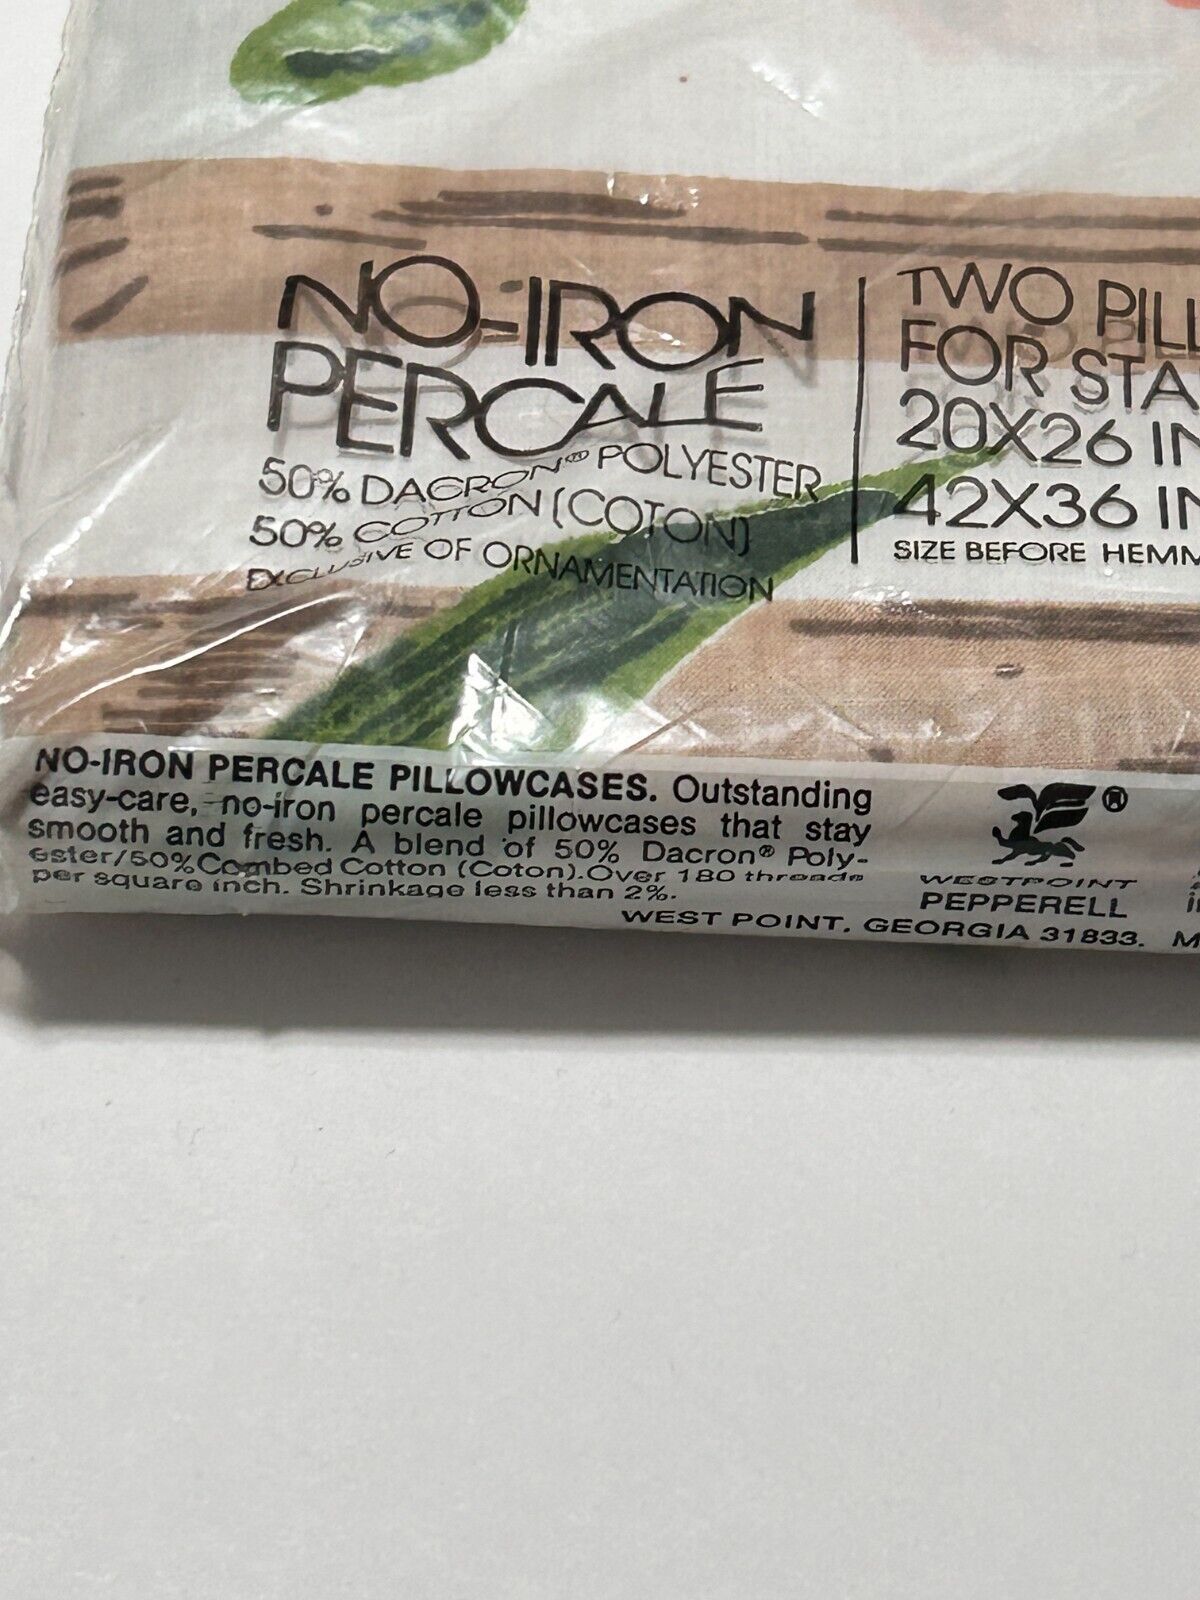 NO-IRON
PERCALE
50% DACRON® POLYESTER
50% COTTON (COTON)
EXCLUSIVE OF ORNAMENTATION
TWO PILL
FOR STA
20X26 IN
42X36 IN
SIZE BEFORE HEMM
NO-IRON PERCALE PILLOWCASES. Outstanding
easy-care, no-iron percale pillowcases that stay
smooth and fresh. A blend of 50% Dacron® Poly-
ester/50% Combed Cotton (Coton). Over 180 threads
per square inch. Shrinkage less than 2%.
®
WESTPOINT
PEPPERELL
WEST POINT, GEORGIA 31833. M